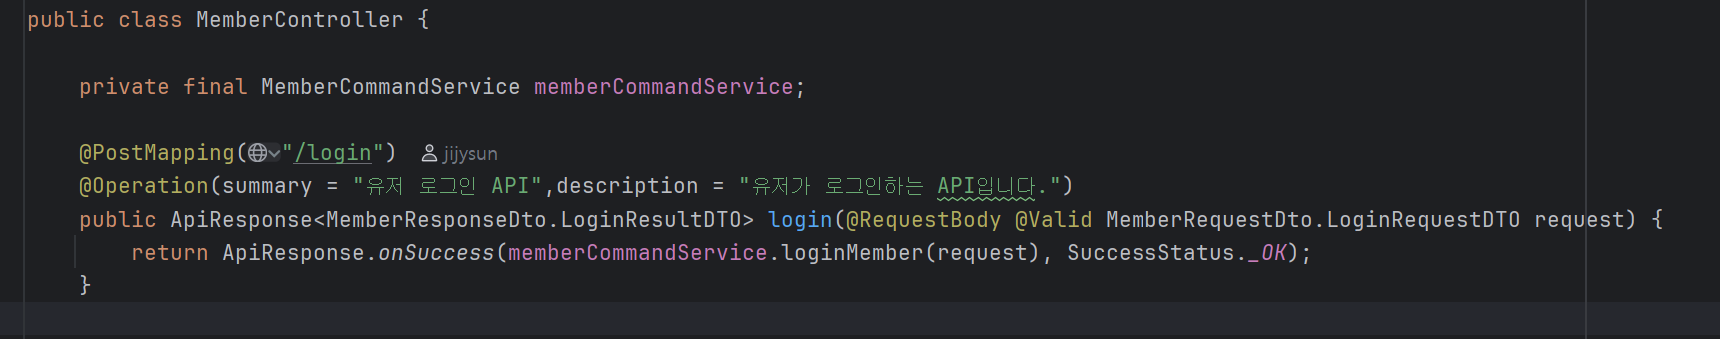 public class MemberController {
private final MemberCommandService memberCommandService;
@PostMapping("/login") jijysun
@Operation(summary = "유저 로그인 API",description = "유저가 로그인하는 API입니다.")
public ApiResponse<MemberResponseDto.LoginResultDTO> login(@RequestBody @Valid MemberRequestDto.LoginRequestDTO request) {
return ApiResponse.onSuccess(memberCommandService.loginMember(request), SuccessStatus._OK);
}